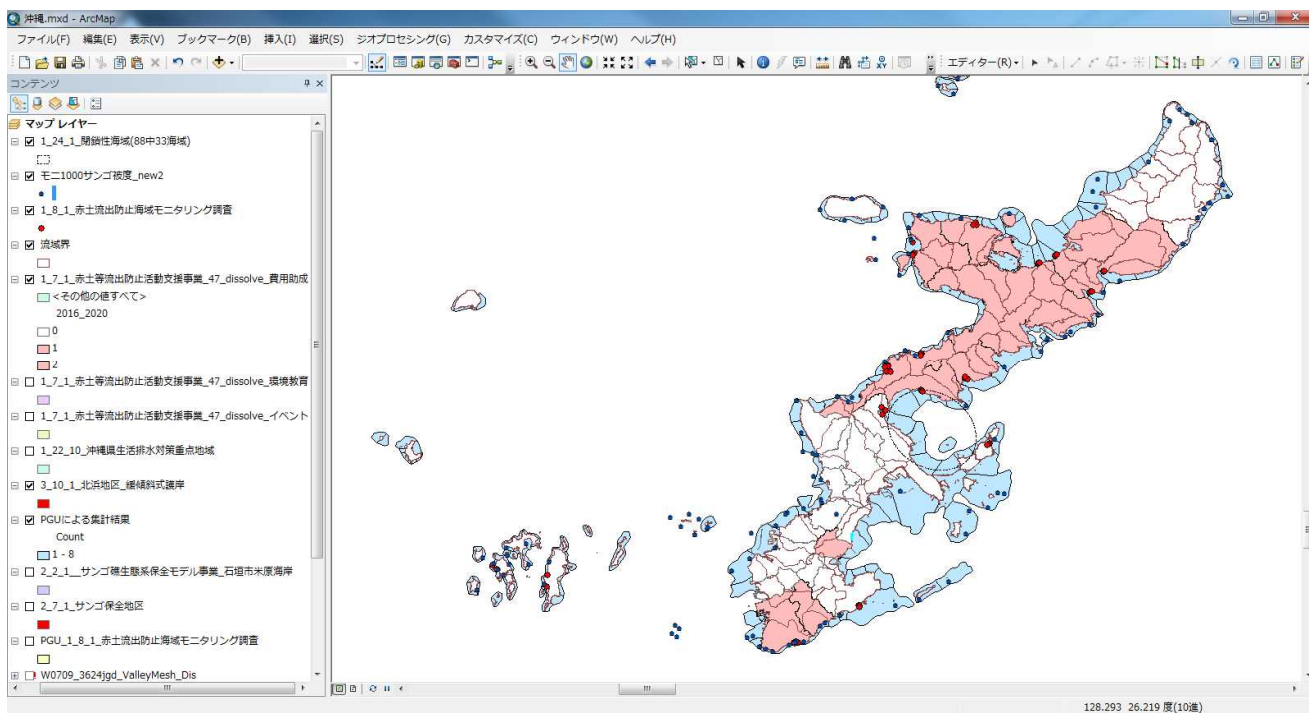 沖縄.mxd - ArcMap
ファイル(F) 編集(E) 表示(V) ブックマーク(B) 挿入(I) 選択(S) ジオプロセシング(G) カスタマイズ(C) ウィンドウ(W) ヘルプ(H)
エディター(R)
コンテンツ
マップ レイヤー
1_24_1_閉鎖性海域(88中33海域)
モニ1000サンゴ被度_new2
1_8_1_赤土流出防止海域モニタリング調査
流域界
1_7_1_赤土等流出防止活動支援事業_47_dissolve_費用助成
<その他の値すべて>
2016_2020
0
1
2
1_7_1_赤土等流出防止活動支援事業_47_dissolve_環境教育
1_7_1_赤土等流出防止活動支援事業_47_dissolve_イベント
1_22_10_沖縄県生活排水対策重点地域
3_10_1_北浜地区_緩傾斜式護岸
PGUによる集計結果
Count
1 - 8
2_2_1__サンゴ礁生態系保全モデル事業_石垣市米原海岸
2_7_1_サンゴ保全地区
PGU_1_8_1_赤土流出防止海域モニタリング調査
W0709_3624jgd_ValleyMesh_Dis
128.293 26.219 度(10進)